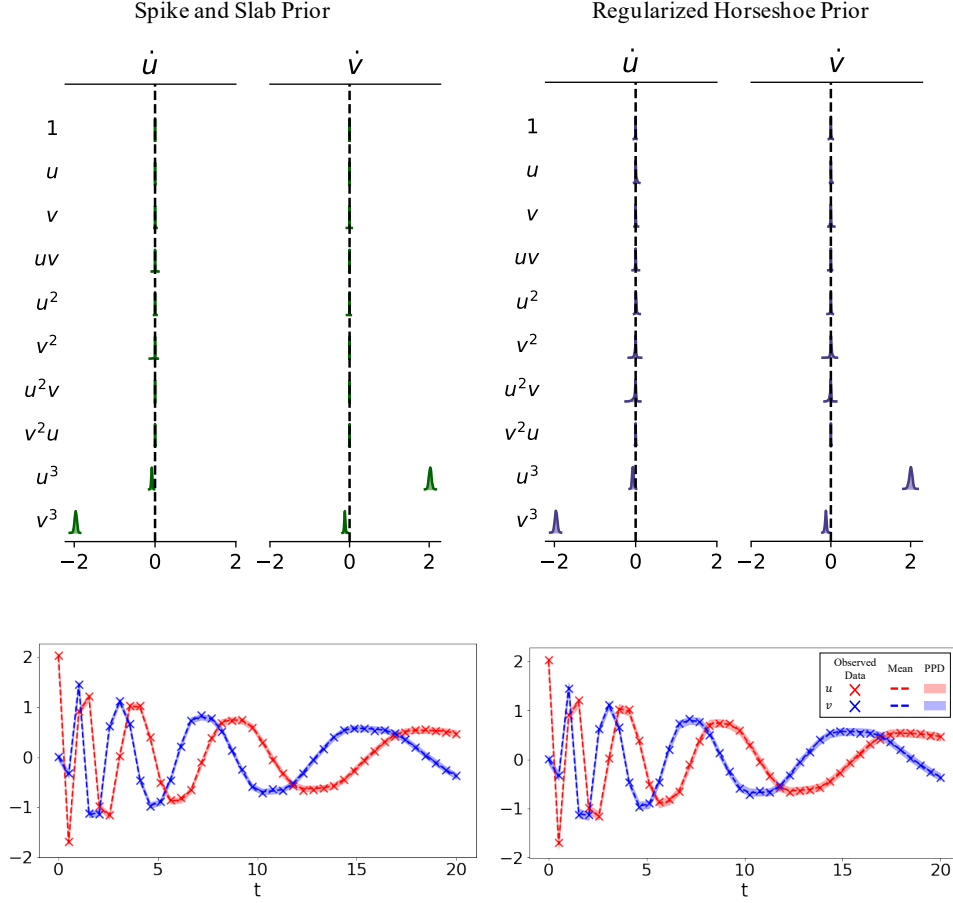 Spike and Slab Prior
Regularized Horseshoe Prior
u̇ v̇ u̇ v̇
1 1
u u
v v
uv uv
u² u²
v² v²
u²v u²v
v²u v²u
u³ u³
v³ v³
−2 0 2 −2 0 2 −2 0 2 −2 0 2
2 2
1 1
0 0
−1 −1
−2 −2
Observed Data Mean PPD
u
v
0 5 10 15 20 0 5 10 15 20
t t